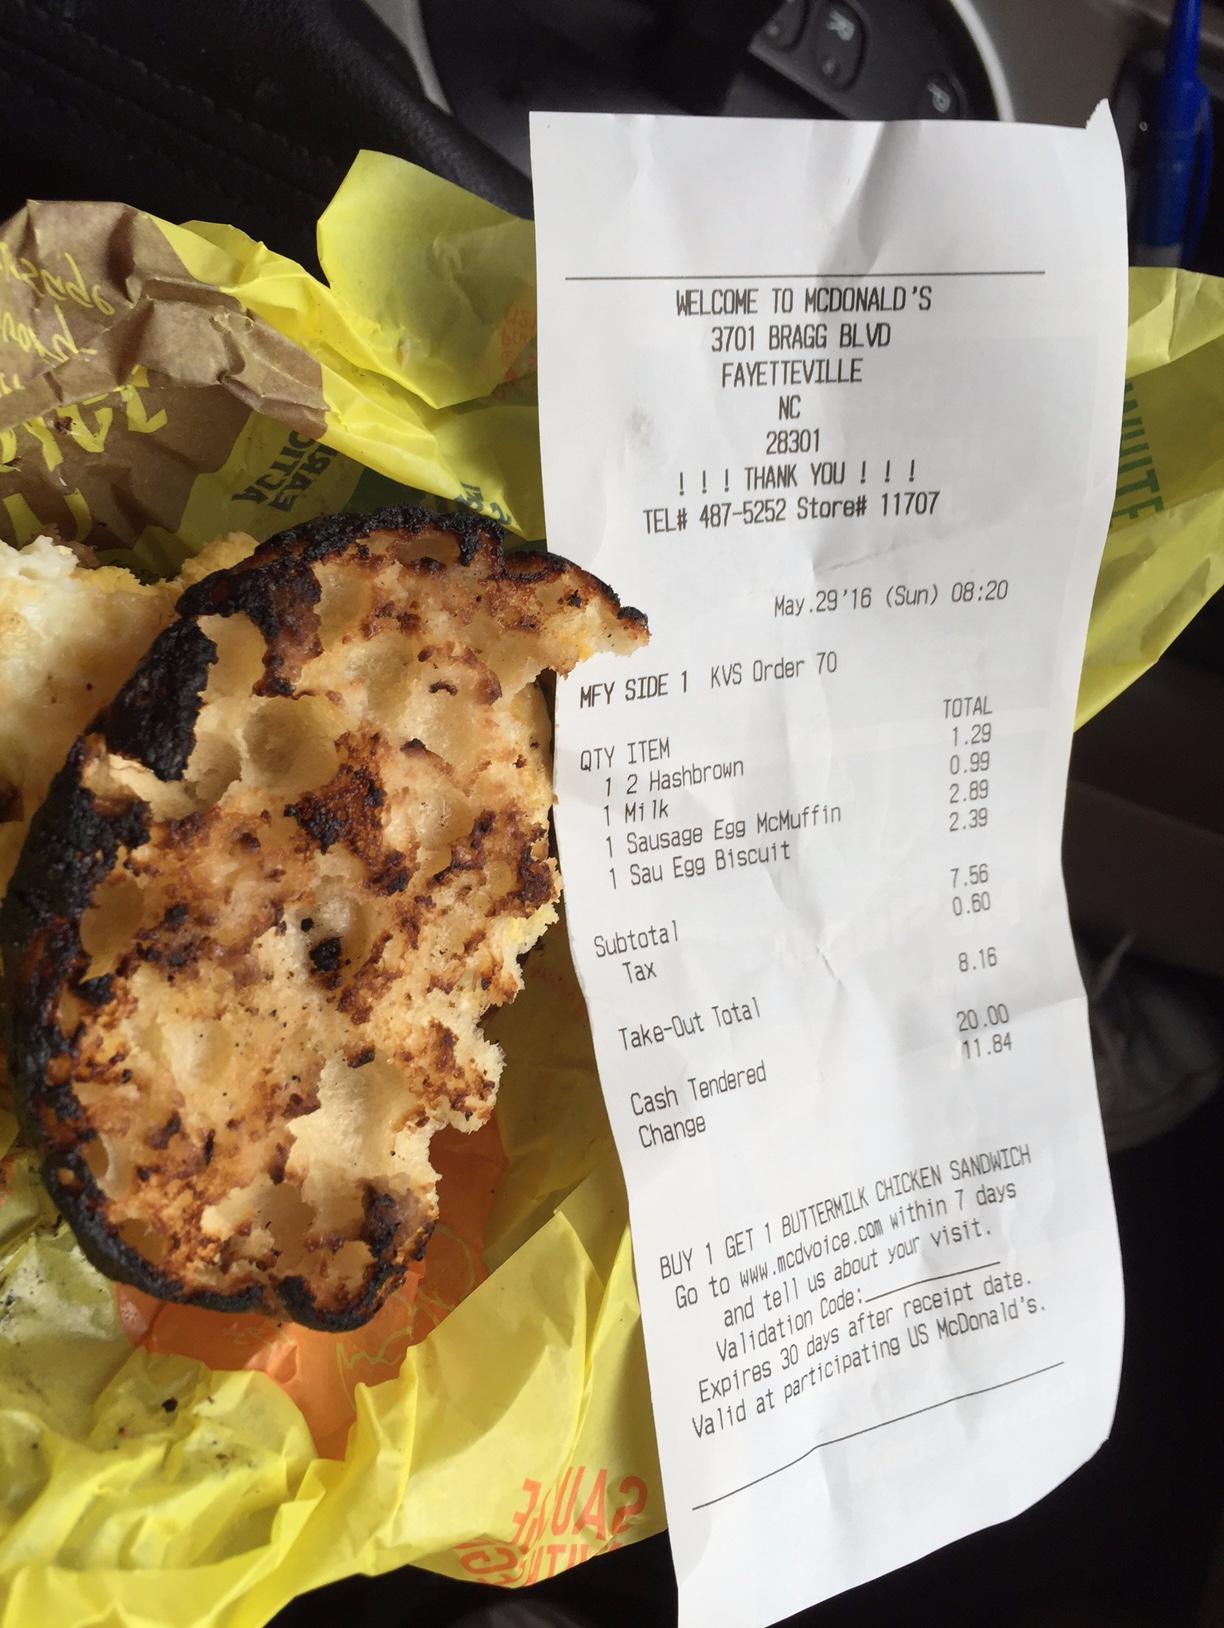 WELCOME TO MCDONALD'S
3701 BRAGG BLVD
FAYETTEVILLE
NC
28301
! ! ! THANK YOU ! ! !
TEL# 487-5252 Store# 11707
May.29'16 (Sun) 08:20
MFY SIDE 1 KVS Order 70
QTY ITEM TOTAL
1 2 Hashbrown 1.29
1 Milk 0.99
1 Sausage Egg McMuffin 2.89
1 Sau Egg Biscuit 2.39
Subtotal 7.56
Tax 0.60
Take-Out Total 8.16
Cash Tendered 20.00
Change 11.84
BUY 1 GET 1 BUTTERMILK CHICKEN SANDWICH
Go to www.mcdvoice.com within 7 days
and tell us about your visit.
Validation Code:__________
Expires 30 days after receipt date.
Valid at participating US McDonald's.
P